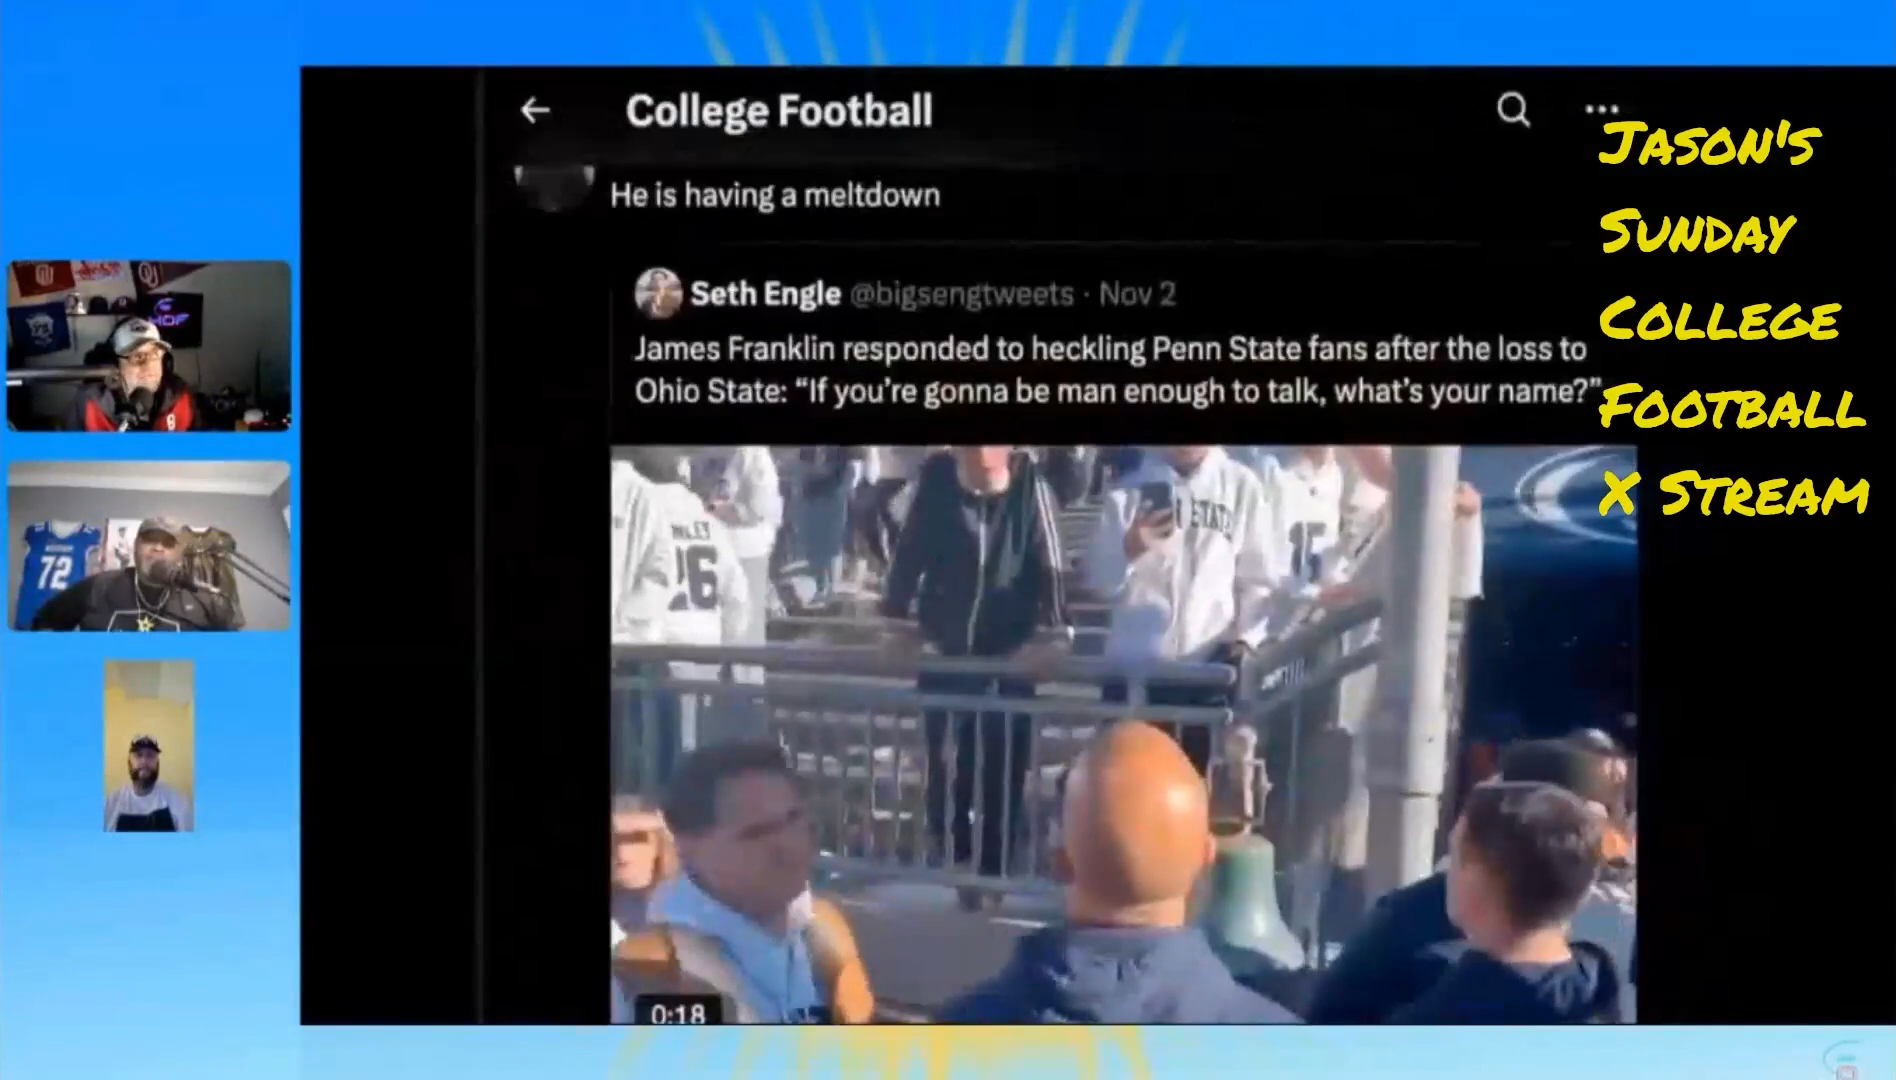 College Football
He is having a meltdown
Seth Engle @bigsengtweets · Nov 2
James Franklin responded to heckling Penn State fans after the loss to
Ohio State: “If you’re gonna be man enough to talk, what’s your name?”
0:18
JASON'S
SUNDAY
COLLEGE
FOOTBALL
X STREAM
72